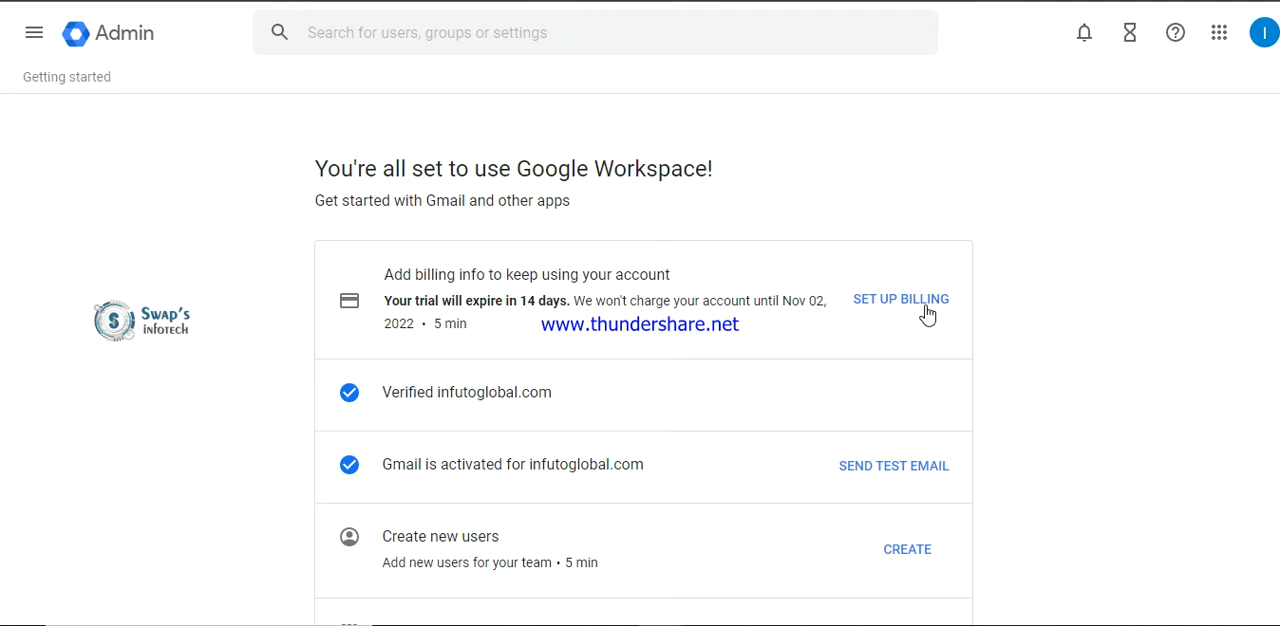 Admin
Search for users, groups or settings
I
Getting started
You're all set to use Google Workspace!
Get started with Gmail and other apps
Add billing info to keep using your account
Your trial will expire in 14 days. We won't charge your account until Nov 02,
2022 • 5 min
SET UP BILLING
www.thundershare.net
S
Swap's
INFOTECH
Verified infutoglobal.com
Gmail is activated for infutoglobal.com
SEND TEST EMAIL
Create new users
Add new users for your team • 5 min
CREATE